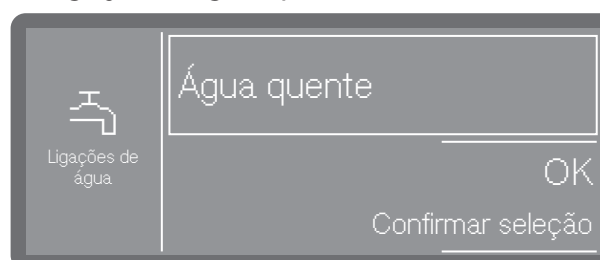 Água quente
Ligações de
água
OK
Confirmar seleção